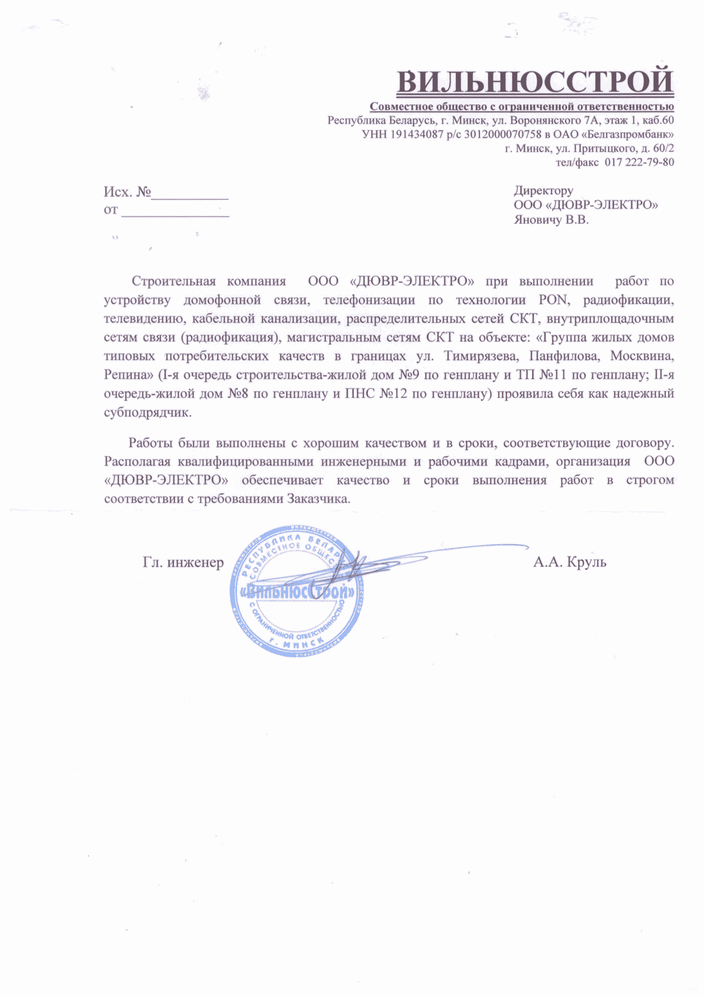 ВИЛЬНЮССТРОЙ
Совместное общество с ограниченной ответственностью
Республика Беларусь, г. Минск, ул. Воронянского 7А, этаж 1, каб.60
УНН 191434087 р/с 3012000070758 в ОАО «Белгазпромбанк»
г. Минск, ул. Притыцкого, д. 60/2
тел/факс 017 222-79-80
Исх. №__________
от _______________
Директору
ООО «ДЮВР-ЭЛЕКТРО»
Яновичу В.В.
Строительная компания ООО «ДЮВР-ЭЛЕКТРО» при выполнении работ по
устройству домофонной связи, телефонизации по технологии PON, радиофикации,
телевидению, кабельной канализации, распределительных сетей СКТ, внутриплощадочным
сетям связи (радиофикация), магистральным сетям СКТ на объекте: «Группа жилых домов
типовых потребительских качеств в границах ул. Тимирязева, Панфилова, Москвина,
Репина» (I-я очередь строительства-жилой дом №9 по генплану и ТП №11 по генплану; II-я
очередь-жилой дом №8 по генплану и ПНС №12 по генплану) проявила себя как надежный
субподрядчик.
Работы были выполнены с хорошим качеством и в сроки, соответствующие договору.
Располагая квалифицированными инженерными и рабочими кадрами, организация ООО
«ДЮВР-ЭЛЕКТРО» обеспечивает качество и сроки выполнения работ в строгом
соответствии с требованиями Заказчика.
Гл. инженер
А.А. Круль
РЕСПУБЛИКА
СОВМЕСТНОЕ
«ВильнюсСтрой»
С ОГРАНИЧЕННОЙ ОТВЕТСТВЕННОСТЬЮ
г. МИНСК